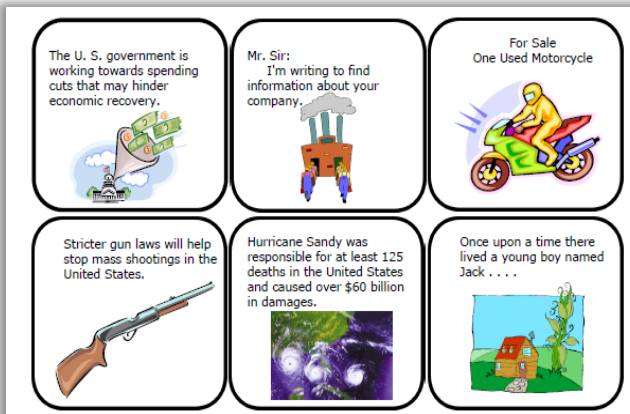 The U. S. government is
working towards spending
cuts that may hinder
economic recovery.
Mr. Sir:
I'm writing to find
information about your
company.
For Sale
One Used Motorcycle
Stricter gun laws will help
stop mass shootings in the
United States.
Hurricane Sandy was
responsible for at least 125
deaths in the United States
and caused over $60 billion
in damages.
Once upon a time there
lived a young boy named
Jack . . . .